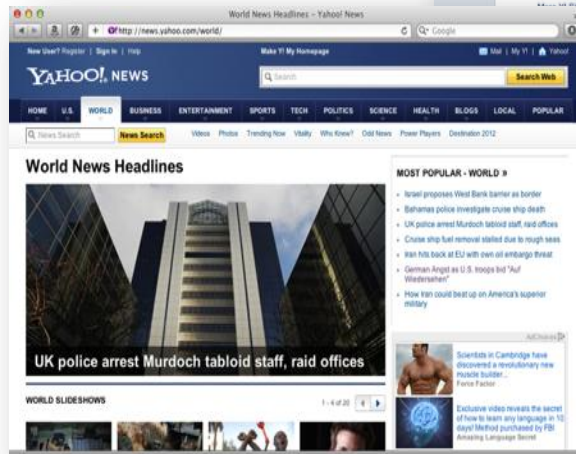 World News Headlines - Yahoo! News
http://news.yahoo.com/world/
Google
New User? Register | Sign In | Help
Make Y! My Homepage
Mail | My Y! | Yahoo!
YAHOO! NEWS
Search
Search Web
HOME U.S. WORLD BUSINESS ENTERTAINMENT SPORTS TECH POLITICS SCIENCE HEALTH BLOGS LOCAL POPULAR
News Search
News Search
Videos Photos Trending Now Vitality Who Knew? Odd News Power Players Destination 2012
World News Headlines
UK police arrest Murdoch tabloid staff, raid offices
WORLD SLIDESHOWS
1 - 4 of 20
MOST POPULAR - WORLD »
Israel proposes West Bank barrier as border
Bahamas police investigate cruise ship death
UK police arrest Murdoch tabloid staff, raid offices
Cruise ship fuel removal stalled due to rough seas
Iran hits back at EU with own oil embargo threat
German Angst as U.S. troops bid "Auf
Wiedersehen"
How Iran could beat up on America's superior
military
AdChoices
Scientists in Cambridge have
discovered a revolutionary new
muscle builder...
Force Factor
Exclusive video reveals the secret
of how to learn any language in 10
days! Method purchased by FBI
Amazing Language Secret